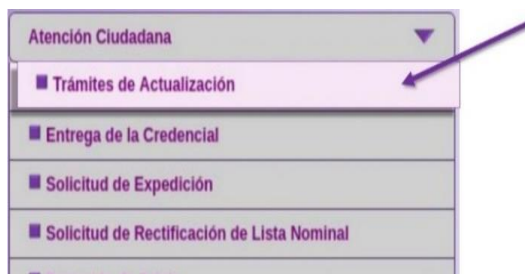 Atención Ciudadana
Trámites de Actualización
Entrega de la Credencial
Solicitud de Expedición
Solicitud de Rectificación de Lista Nominal